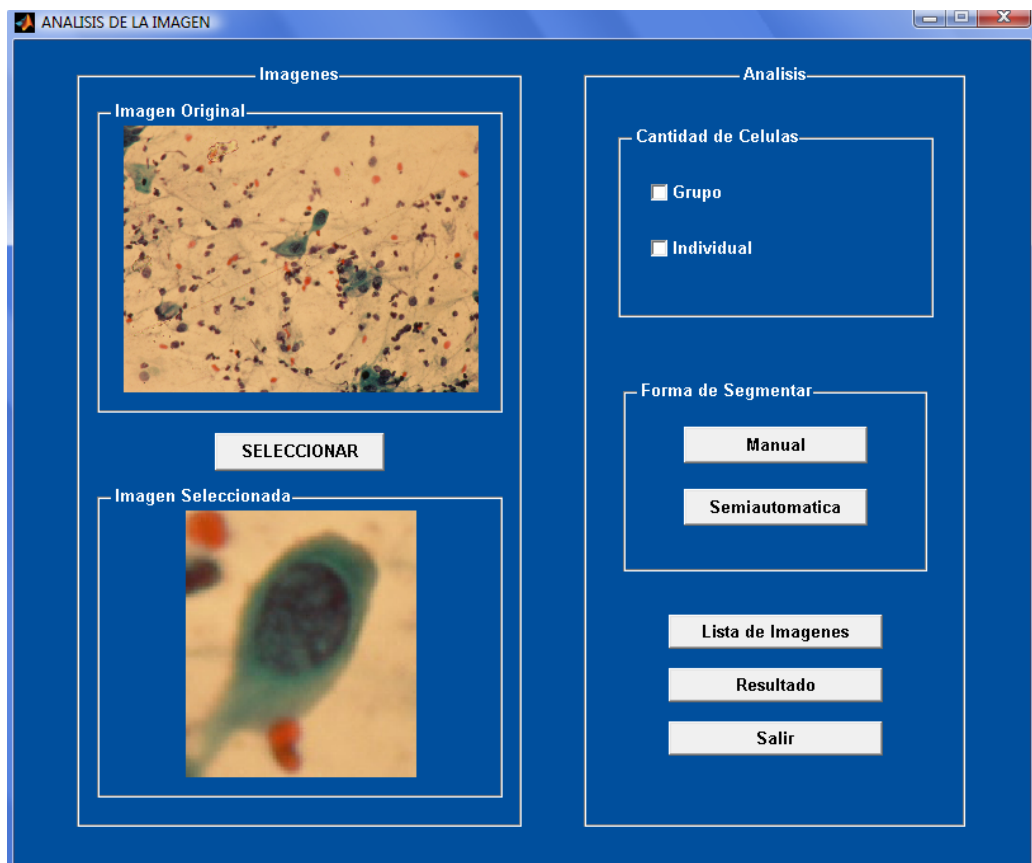 ANALISIS DE LA IMAGEN
Imagenes
Imagen Original
SELECCIONAR
Imagen Seleccionada
Analisis
Cantidad de Celulas
Grupo
Individual
Forma de Segmentar
Manual
Semiautomatica
Lista de Imagenes
Resultado
Salir